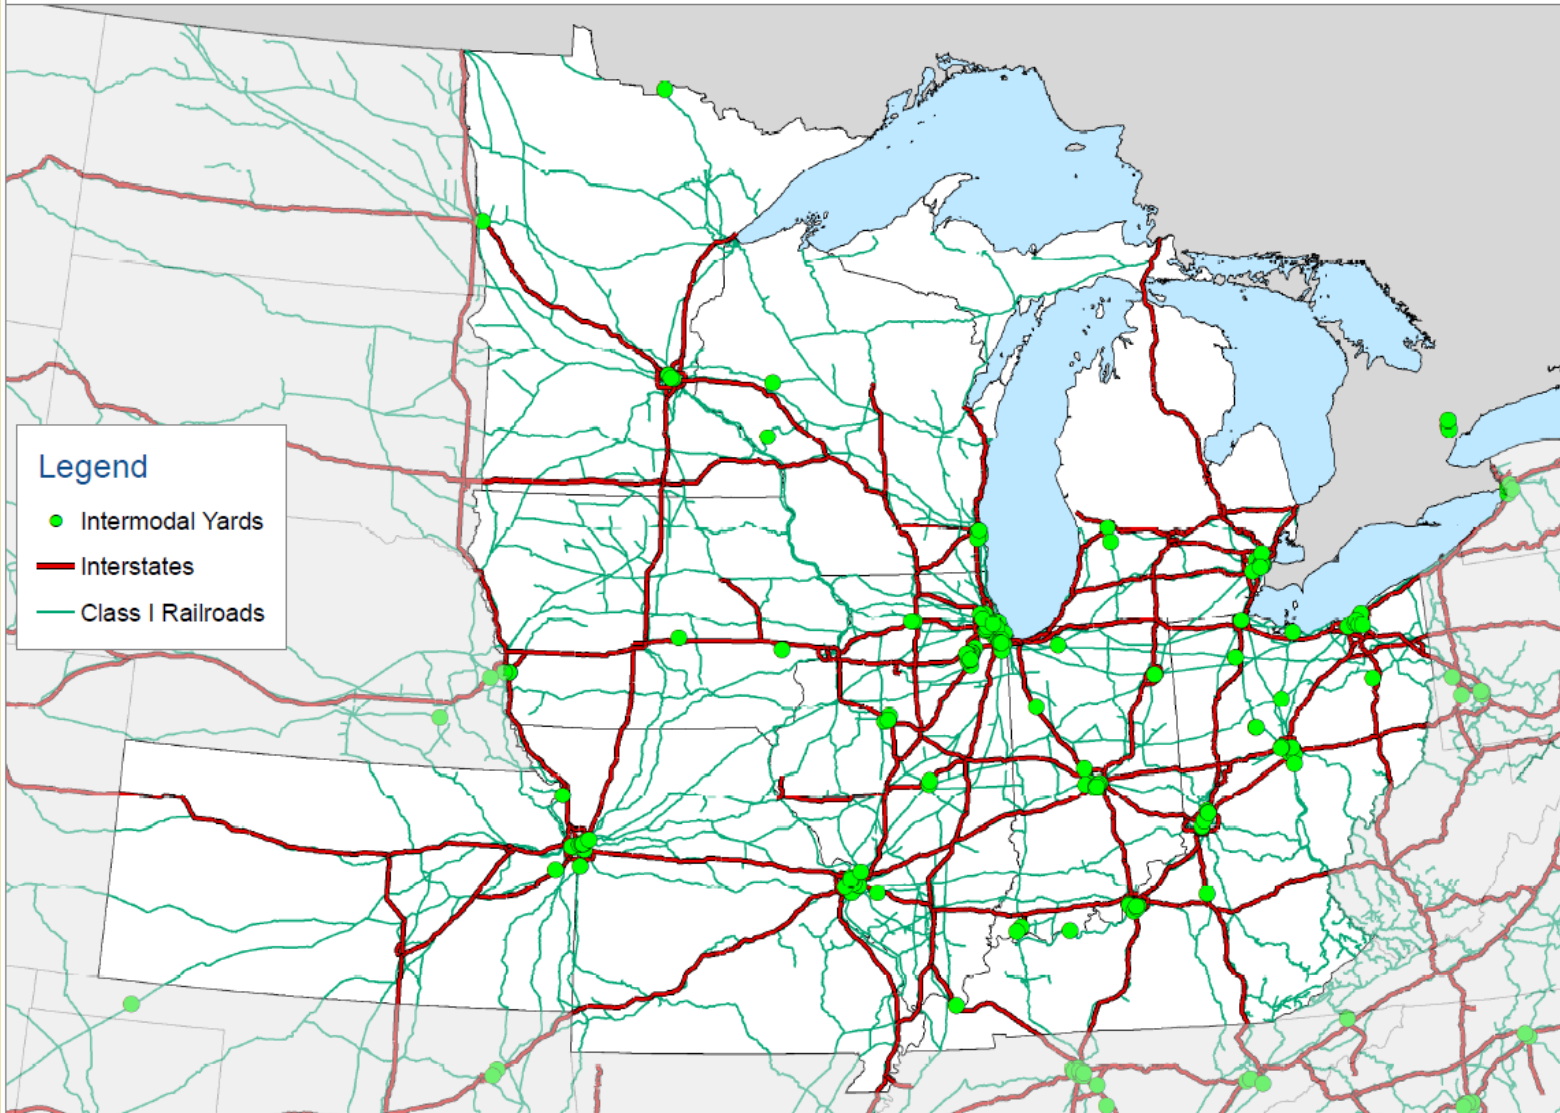 Legend
Intermodal Yards
Interstates
Class I Railroads